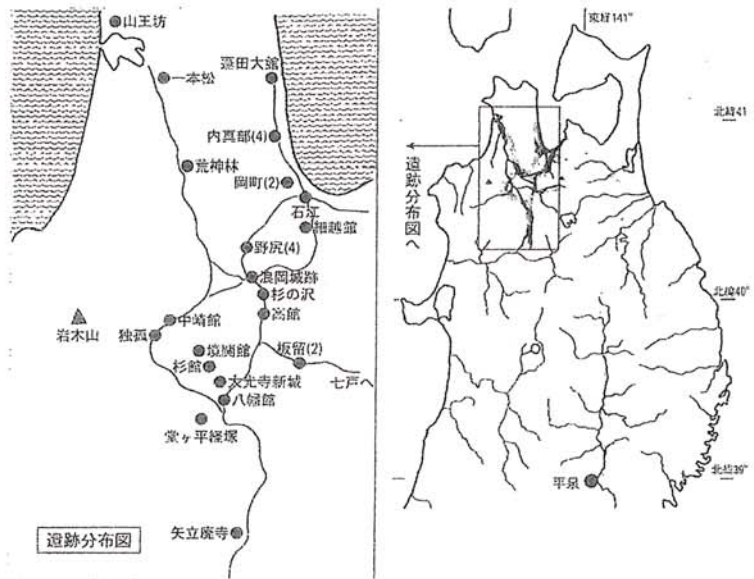 山王坊
一本松
蓬田大館
内真部(4)
荒神林
岡町(2)
石江
細越館
野尻(4)
浪岡城跡
杉の沢
高館
岩木山
中崎館
独孤
境関館
杉館
板留(2)
七戸へ
大光寺新城
八幡館
堂ヶ平経塚
矢立廃寺
遺跡分布図
東経141°
北緯41
遺跡分布図へ
北緯40°
北緯39°
平泉